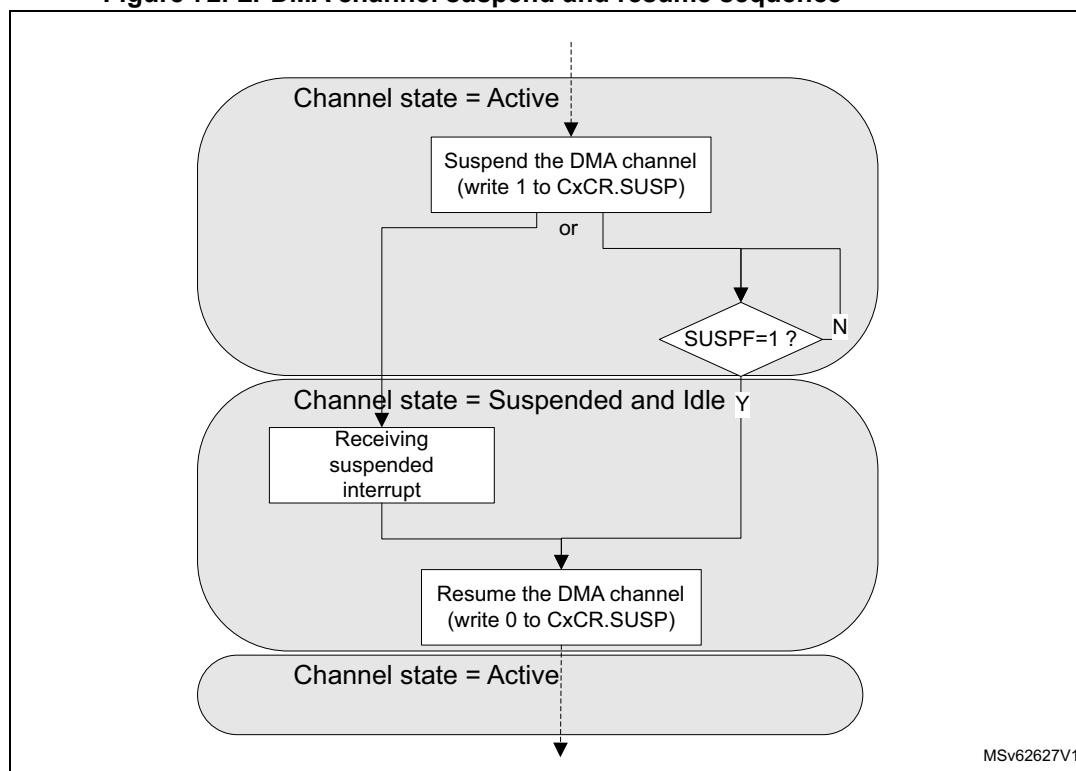 Figure 72. LPDMA channel suspend and resume sequence
Channel state = Active
Suspend the DMA channel
(write 1 to CxCR.SUSP)
or
SUSPF=1 ?
N
Channel state = Suspended and Idle
Y
Receiving
suspended
interrupt
Resume the DMA channel
(write 0 to CxCR.SUSP)
Channel state = Active
MSv62627V1